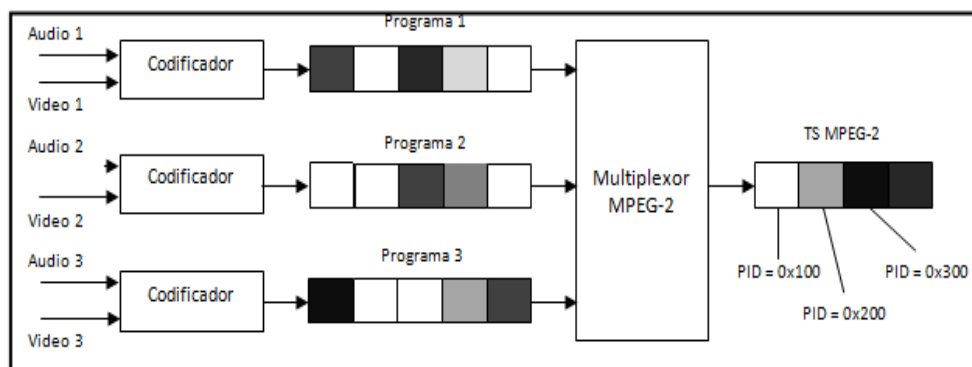 Audio 1
Codificador
Video 1
Programa 1
Audio 2
Codificador
Video 2
Programa 2
Audio 3
Codificador
Video 3
Programa 3
Multiplexor
MPEG-2
TS MPEG-2
PID = 0x100
PID = 0x200
PID = 0x300